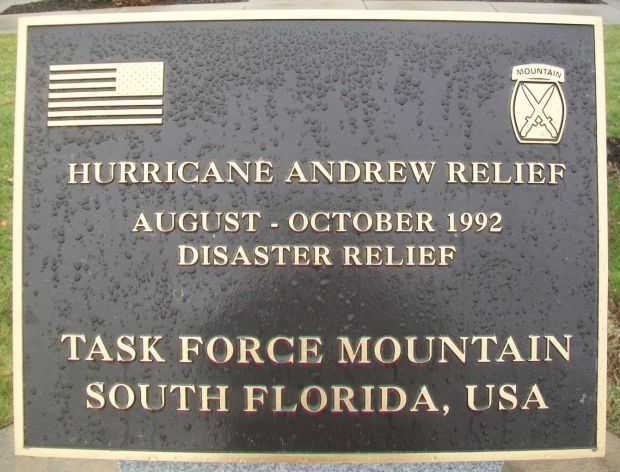 MOUNTAIN
HURRICANE ANDREW RELIEF
AUGUST - OCTOBER 1992
DISASTER RELIEF
TASK FORCE MOUNTAIN
SOUTH FLORIDA, USA